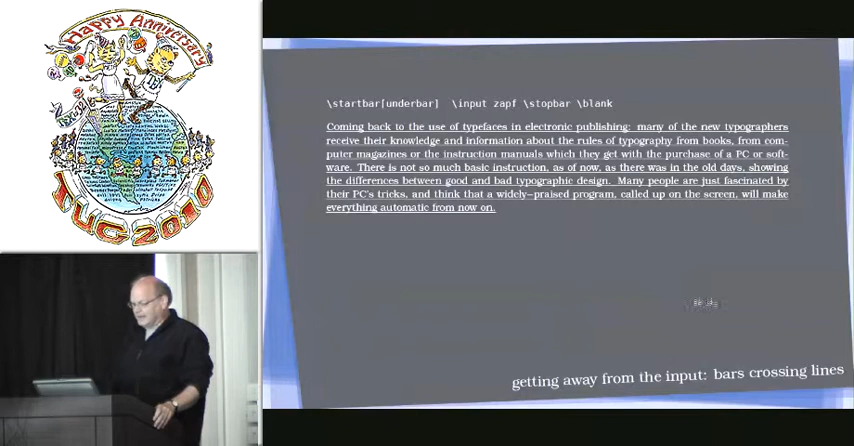 Happy Anniversary
TUG 2010
\startbar[underbar] \input zapf \stopbar \blank
Coming back to the use of typefaces in electronic publishing: many of the new typographers
receive their knowledge and information about the rules of typography from books, from com-
puter magazines or the instruction manuals which they get with the purchase of a PC or soft-
ware. There is not so much basic instruction, as of now, as there was in the old days, showing
the differences between good and bad typographic design. Many people are just fascinated by
their PC's tricks, and think that a widely–praised program, called up on the screen, will make
everything automatic from now on.
getting away from the input: bars crossing lines